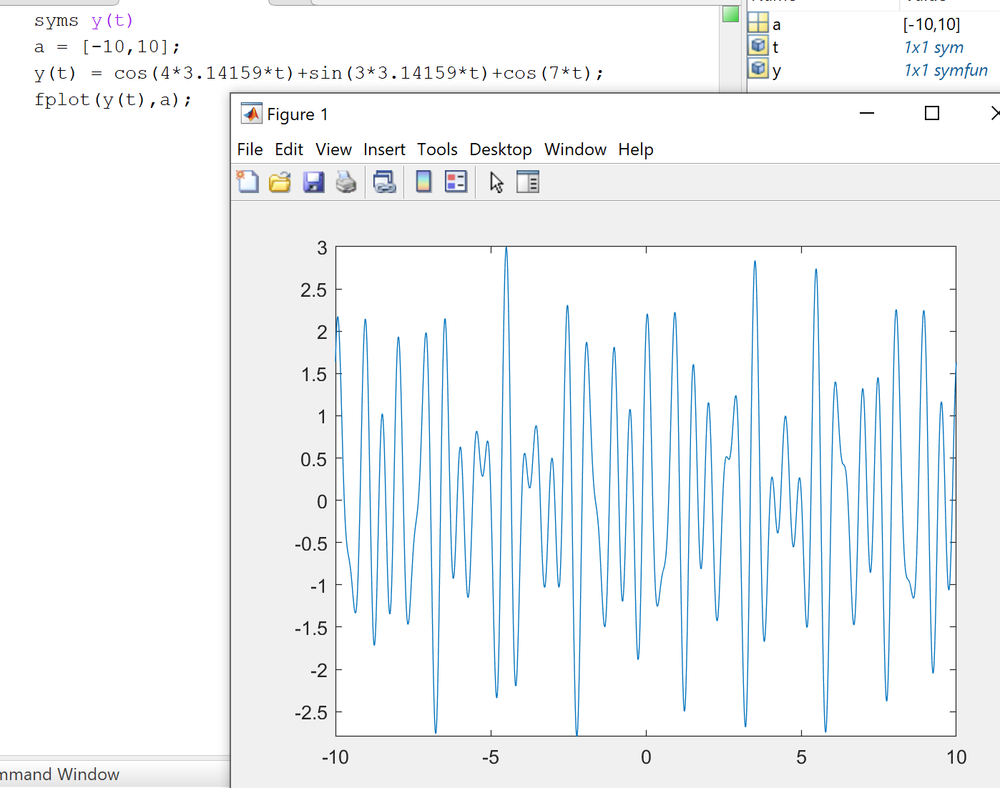 syms y(t)
a = [-10,10];
y(t) = cos(4*3.14159*t)+sin(3*3.14159*t)+cos(7*t);
fplot(y(t),a);
a [-10,10]
t 1x1 sym
y 1x1 symfun
Figure 1
File Edit View Insert Tools Desktop Window Help
3
2.5
2
1.5
1
0.5
0
-0.5
-1
-1.5
-2
-2.5
-10 -5 0 5 10
mmand Window